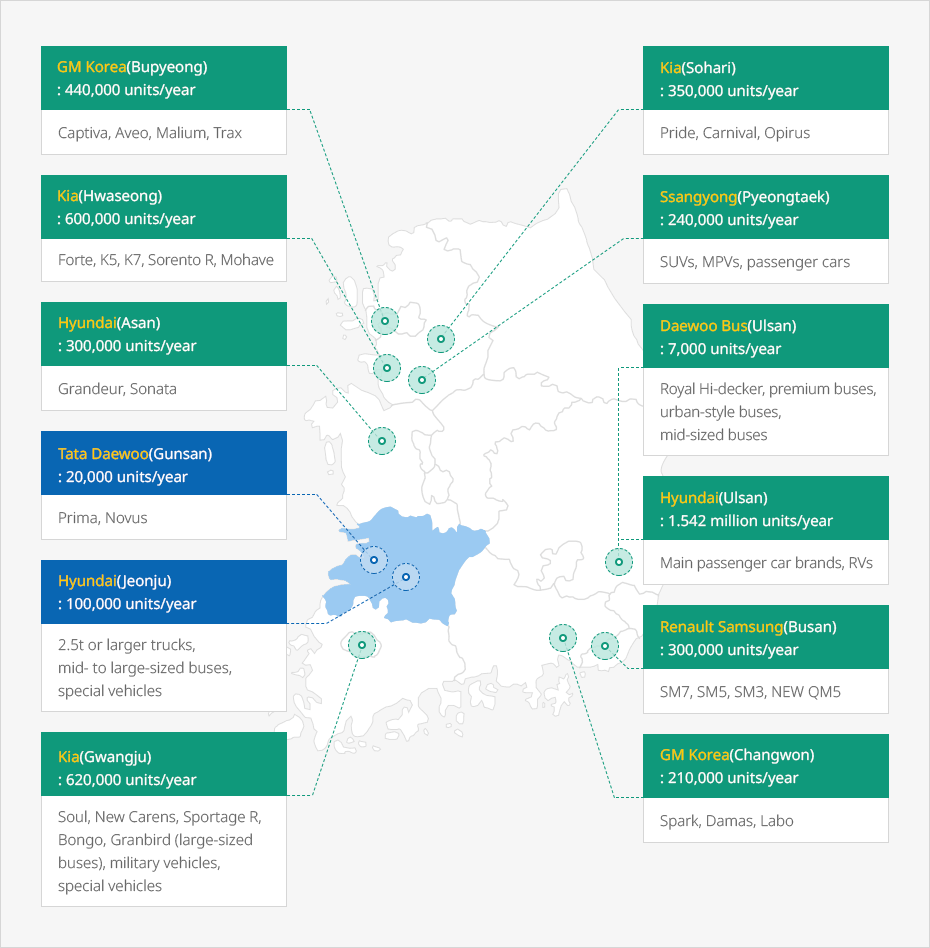 GM Korea(Bupyeong)
: 440,000 units/year
Captiva, Aveo, Malium, Trax
Kia(Hwaseong)
: 600,000 units/year
Forte, K5, K7, Sorento R, Mohave
Hyundai(Asan)
: 300,000 units/year
Grandeur, Sonata
Tata Daewoo(Gunsan)
: 20,000 units/year
Prima, Novus
Hyundai(Jeonju)
: 100,000 units/year
2.5t or larger trucks,
mid- to large-sized buses,
special vehicles
Kia(Gwangju)
: 620,000 units/year
Soul, New Carens, Sportage R,
Bongo, Granbird (large-sized
buses), military vehicles,
special vehicles
Kia(Sohari)
: 350,000 units/year
Pride, Carnival, Opirus
Ssangyong(Pyeongtaek)
: 240,000 units/year
SUVs, MPVs, passenger cars
Daewoo Bus(Ulsan)
: 7,000 units/year
Royal Hi-decker, premium buses,
urban-style buses,
mid-sized buses
Hyundai(Ulsan)
: 1.542 million units/year
Main passenger car brands, RVs
Renault Samsung(Busan)
: 300,000 units/year
SM7, SM5, SM3, NEW QM5
GM Korea(Changwon)
: 210,000 units/year
Spark, Damas, Labo